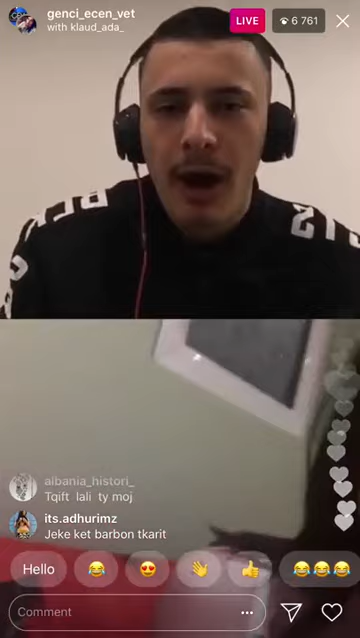 genci_ecen_vet
with klaud_ada_
LIVE
6 761
albania_histori_
Tqift lali ty moj
its.adhurimz
Jeke ket barbon tkarit
Hello
Comment